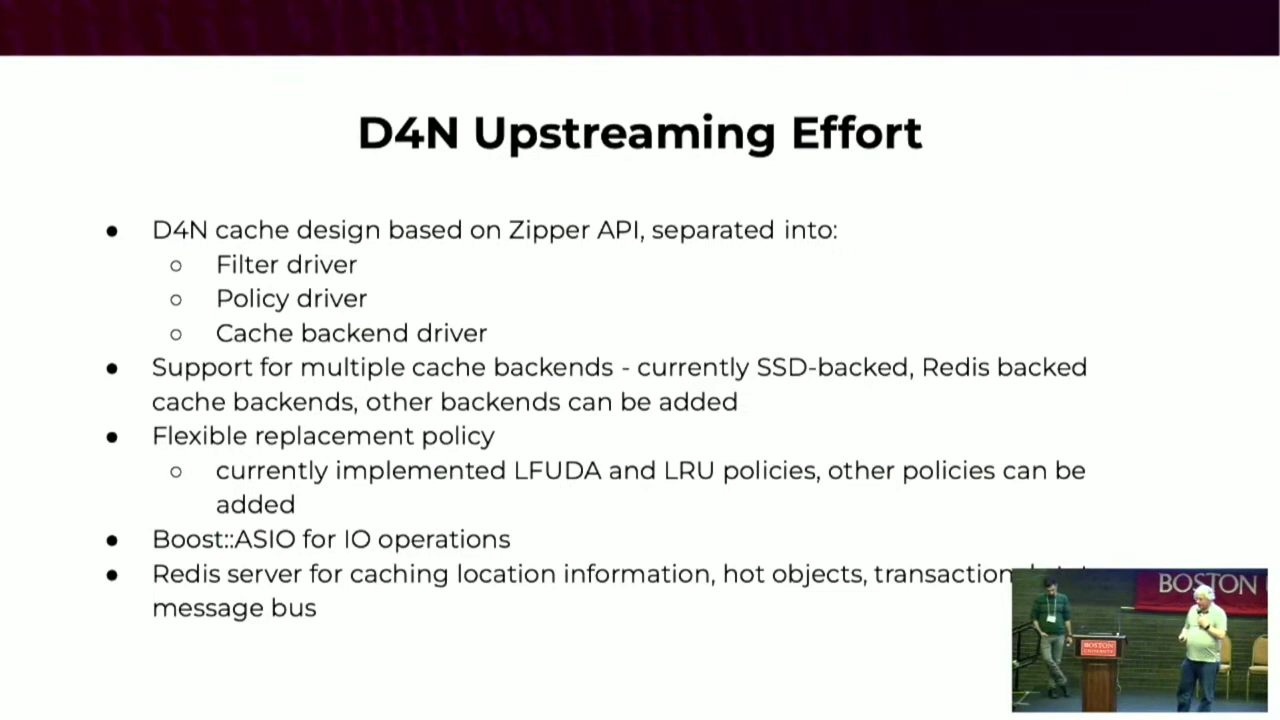 D4N Upstreaming Effort
● D4N cache design based on Zipper API, separated into:
○ Filter driver
○ Policy driver
○ Cache backend driver
● Support for multiple cache backends - currently SSD-backed, Redis backed
cache backends, other backends can be added
● Flexible replacement policy
○ currently implemented LFUDA and LRU policies, other policies can be
added
● Boost::ASIO for IO operations
● Redis server for caching location information, hot objects, transaction
message bus
BOSTON U
BOSTON
UNIVERSITY